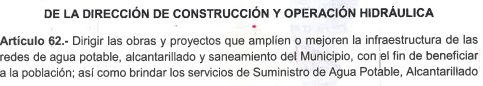 DE LA DIRECCIÓN DE CONSTRUCCIÓN Y OPERACIÓN HIDRÁULICA
Artículo 62.- Dirigir las obras y proyectos que amplíen o mejoren la infraestructura de las
redes de agua potable, alcantarillado y saneamiento del Municipio, con el fin de beneficiar
a la población; así como brindar los servicios de Suministro de Agua Potable, Alcantarillado